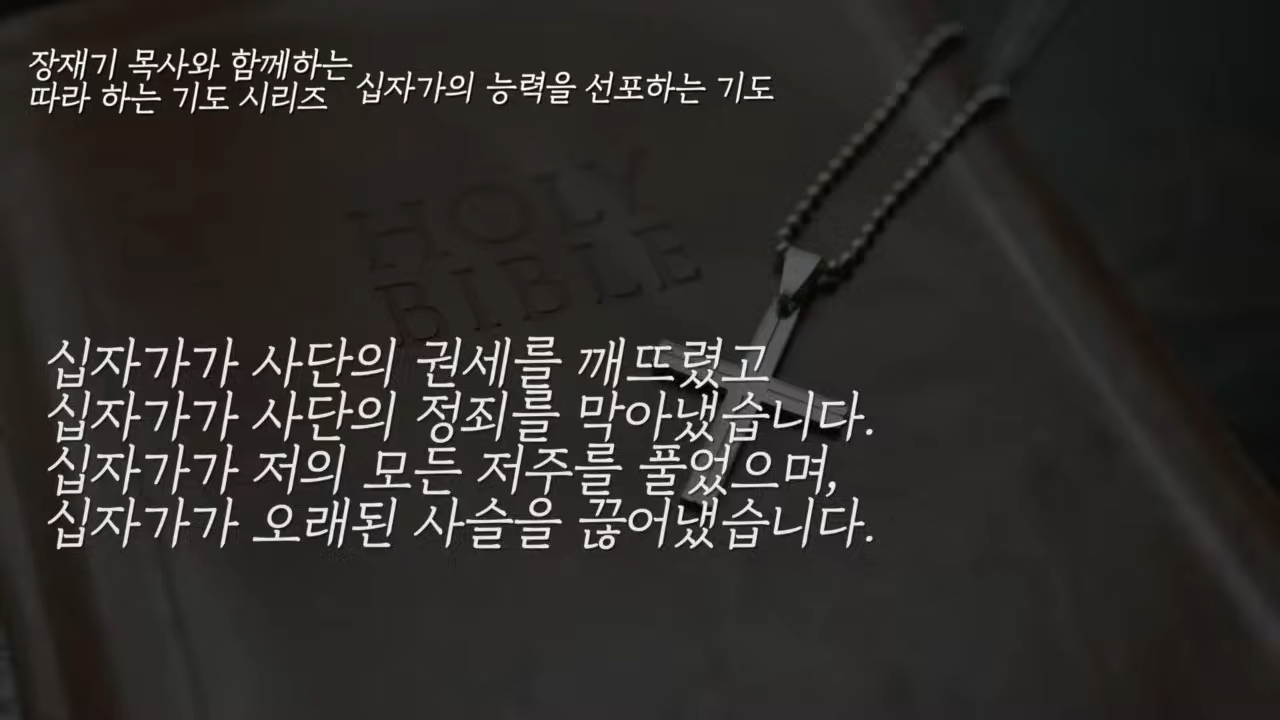 장재기 목사와 함께하는
따라 하는 기도 시리즈
십자가의 능력을 선포하는 기도
HOLY
BIBLE
십자가가 사단의 권세를 깨뜨렸고
십자가가 사단의 정죄를 막아냈습니다.
십자가가 저의 모든 저주를 풀었으며,
십자가가 오래된 사슬을 끊어냈습니다.